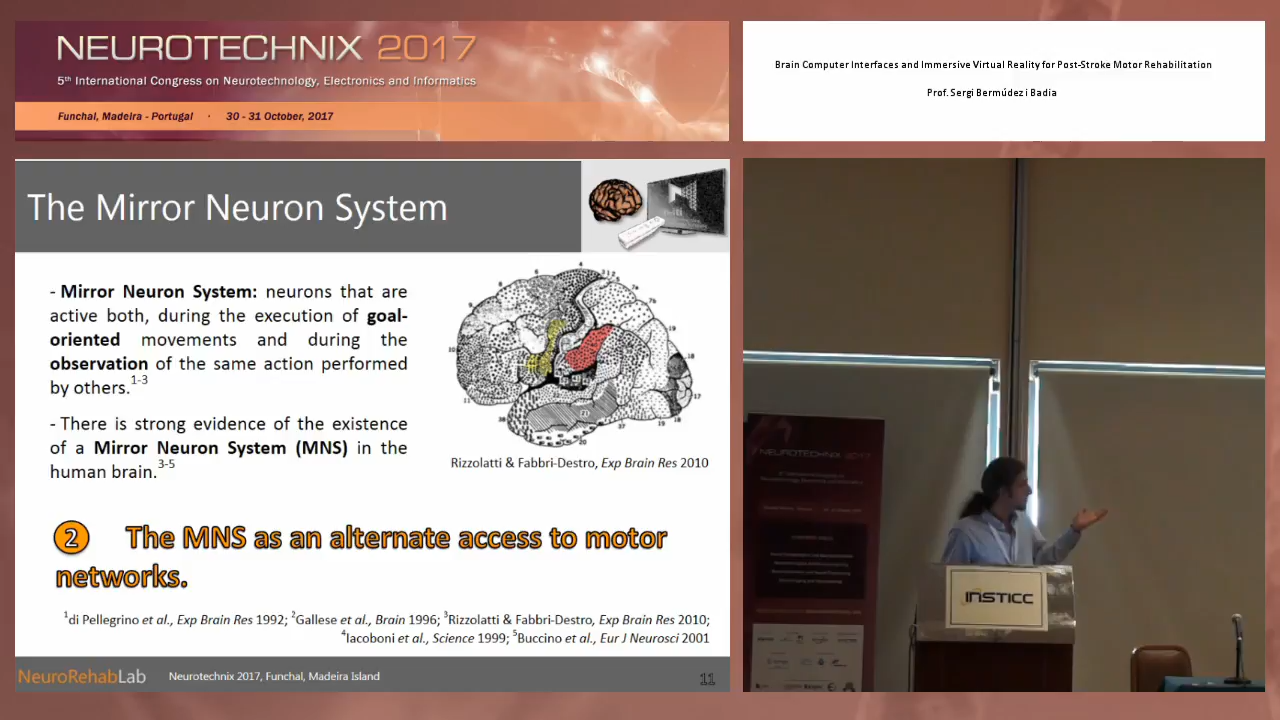 NEUROTECHNIX 2017
5th International Congress on Neurotechnology, Electronics and Informatics
Funchal, Madeira - Portugal · 30 - 31 October, 2017
Brain Computer Interfaces and Immersive Virtual Reality for Post-Stroke Motor Rehabilitation
Prof. Sergi Bermúdez i Badia
The Mirror Neuron System
- Mirror Neuron System: neurons that are
active both, during the execution of goal-
oriented movements and during the
observation of the same action performed
by others.1-3
- There is strong evidence of the existence
of a Mirror Neuron System (MNS) in the
human brain.3-5
Rizzolatti & Fabbri-Destro, Exp Brain Res 2010
2 The MNS as an alternate access to motor
networks.
1di Pellegrino et al., Exp Brain Res 1992; 2Gallese et al., Brain 1996; 3Rizzolatti & Fabbri-Destro, Exp Brain Res 2010;
4Iacoboni et al., Science 1999; 5Buccino et al., Eur J Neurosci 2001
NeuroRehabLab
Neurotechnix 2017, Funchal, Madeira Island
11
NEUROTECHNIX 2017
INSTICC